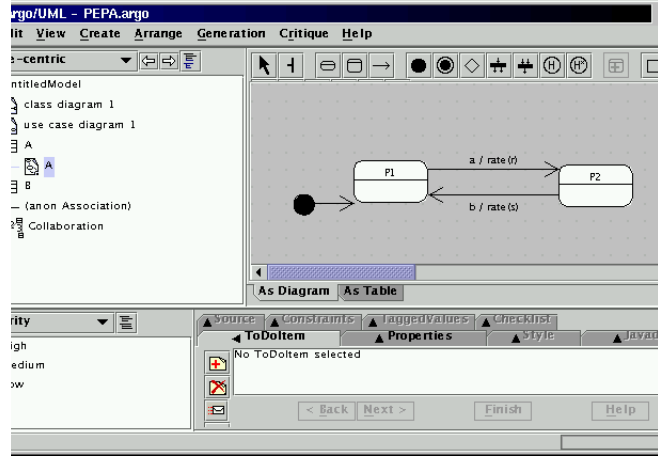 Argo/UML - PEPA.argo
dit View Create Arrange Generation Critique Help
e-centric
ntitledModel
class diagram 1
use case diagram 1
A
A
B
(anon Association)
Collaboration
H H*
P1
a / rate(r)
P2
b / rate(s)
As Diagram As Table
rity
igh
edium
ow
Source Constraints TaggedValues Checklist
ToDoItem Properties Style Javad
No ToDoItem selected
< Back Next > Finish Help